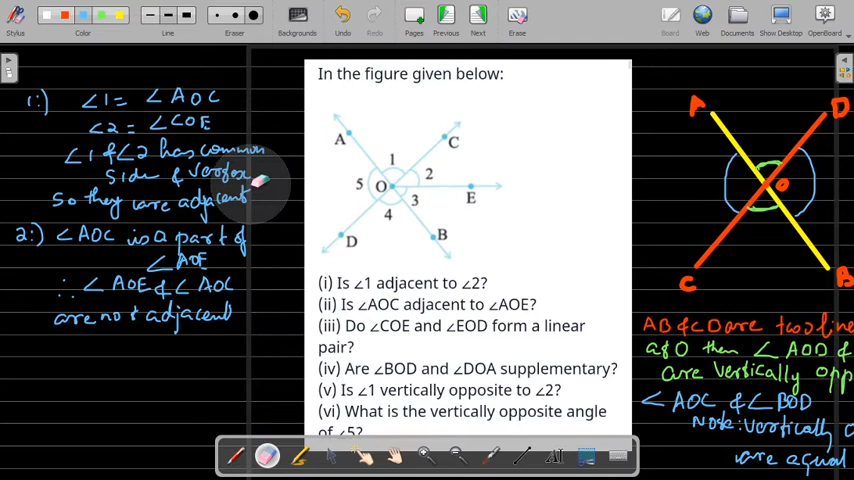 Stylus
Color
Line
Eraser
Backgrounds
Undo
Redo
Pages
Previous
Next
Erase
Board
Web
Documents
Show Desktop
OpenBoard
1:) ∠1 = ∠AOC
∠2 = ∠COE
∠1 & ∠2 has common
side & vertex
so they are adjacent
2:) ∠AOC is a part of
∠AOE
∴ ∠AOE & ∠AOC
are not adjacent
In the figure given below:
A
C
1
2
5
O
3
E
4
D
B
(i) Is ∠1 adjacent to ∠2?
(ii) Is ∠AOC adjacent to ∠AOE?
(iii) Do ∠COE and ∠EOD form a linear
pair?
(iv) Are ∠BOD and ∠DOA supplementary?
(v) Is ∠1 vertically opposite to ∠2?
(vi) What is the vertically opposite angle
of ∠5?
A
D
O
C
B
AB & CD are two line
at O then ∠AOD &
are vertically opp
∠AOC & ∠BOD
Note: Vertically o
are equal